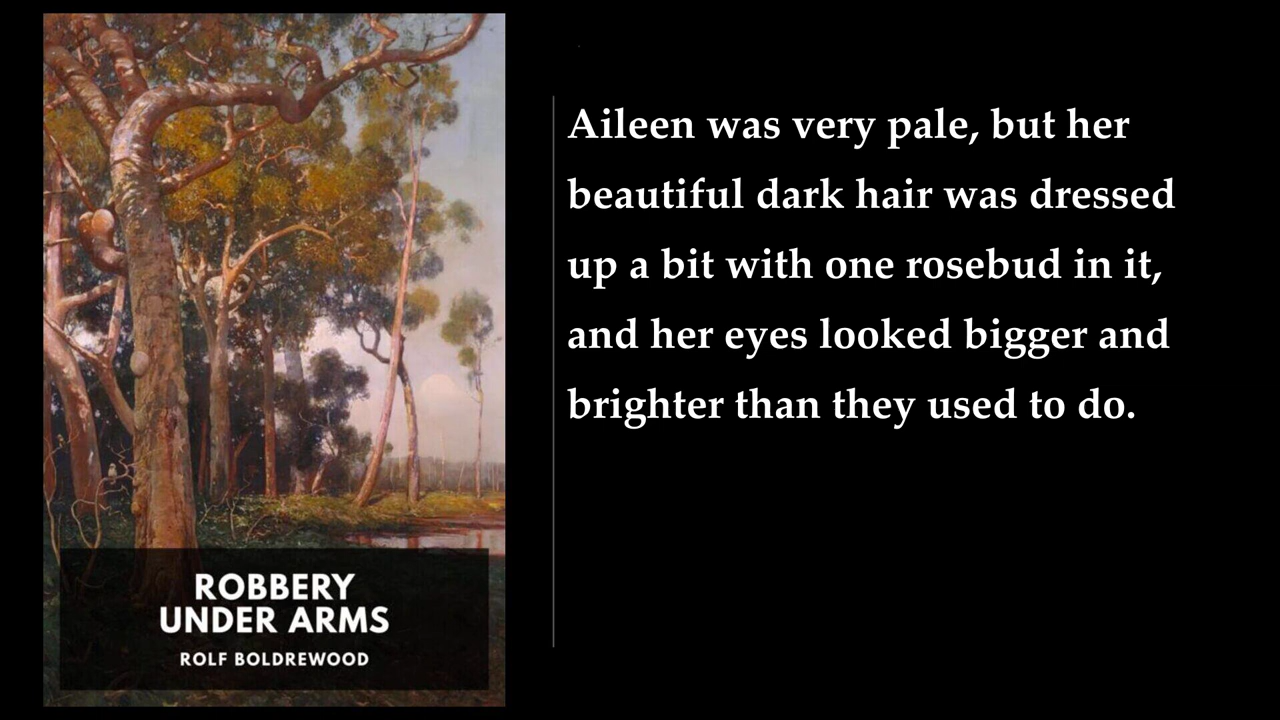 Aileen was very pale, but her
beautiful dark hair was dressed
up a bit with one rosebud in it,
and her eyes looked bigger and
brighter than they used to do.
ROBBERY
UNDER ARMS
ROLF BOLDREWOOD